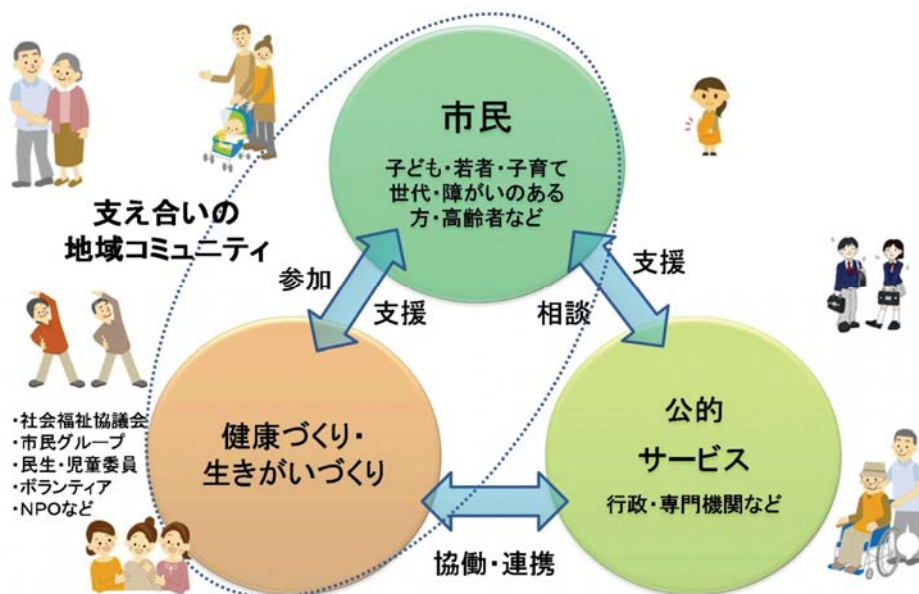 市民
子ども・若者・子育て
世代・障がいのある
方・高齢者など
支え合いの
地域コミュニティ
参加
支援
支援
相談
・社会福祉協議会
・市民グループ
・民生・児童委員
・ボランティア
・NPOなど
健康づくり・
生きがいづくり
公的
サービス
行政・専門機関など
協働・連携